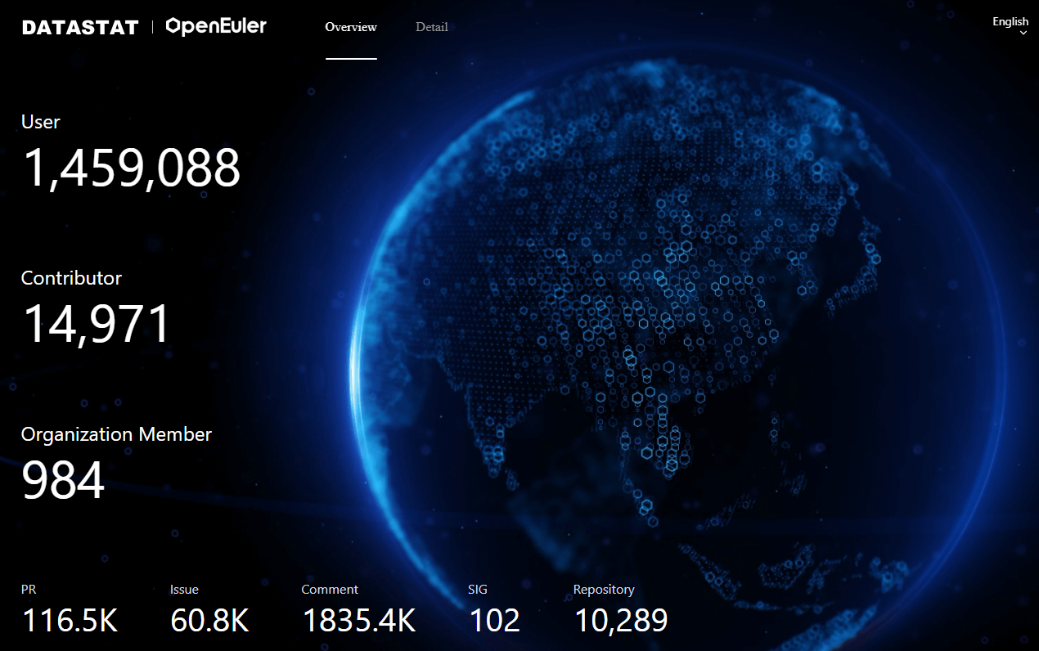 DATASTAT | OpenEuler
Overview
Detail
English
User
1,459,088
Contributor
14,971
Organization Member
984
PR
Issue
Comment
SIG
Repository
116.5K
60.8K
1835.4K
102
10,289